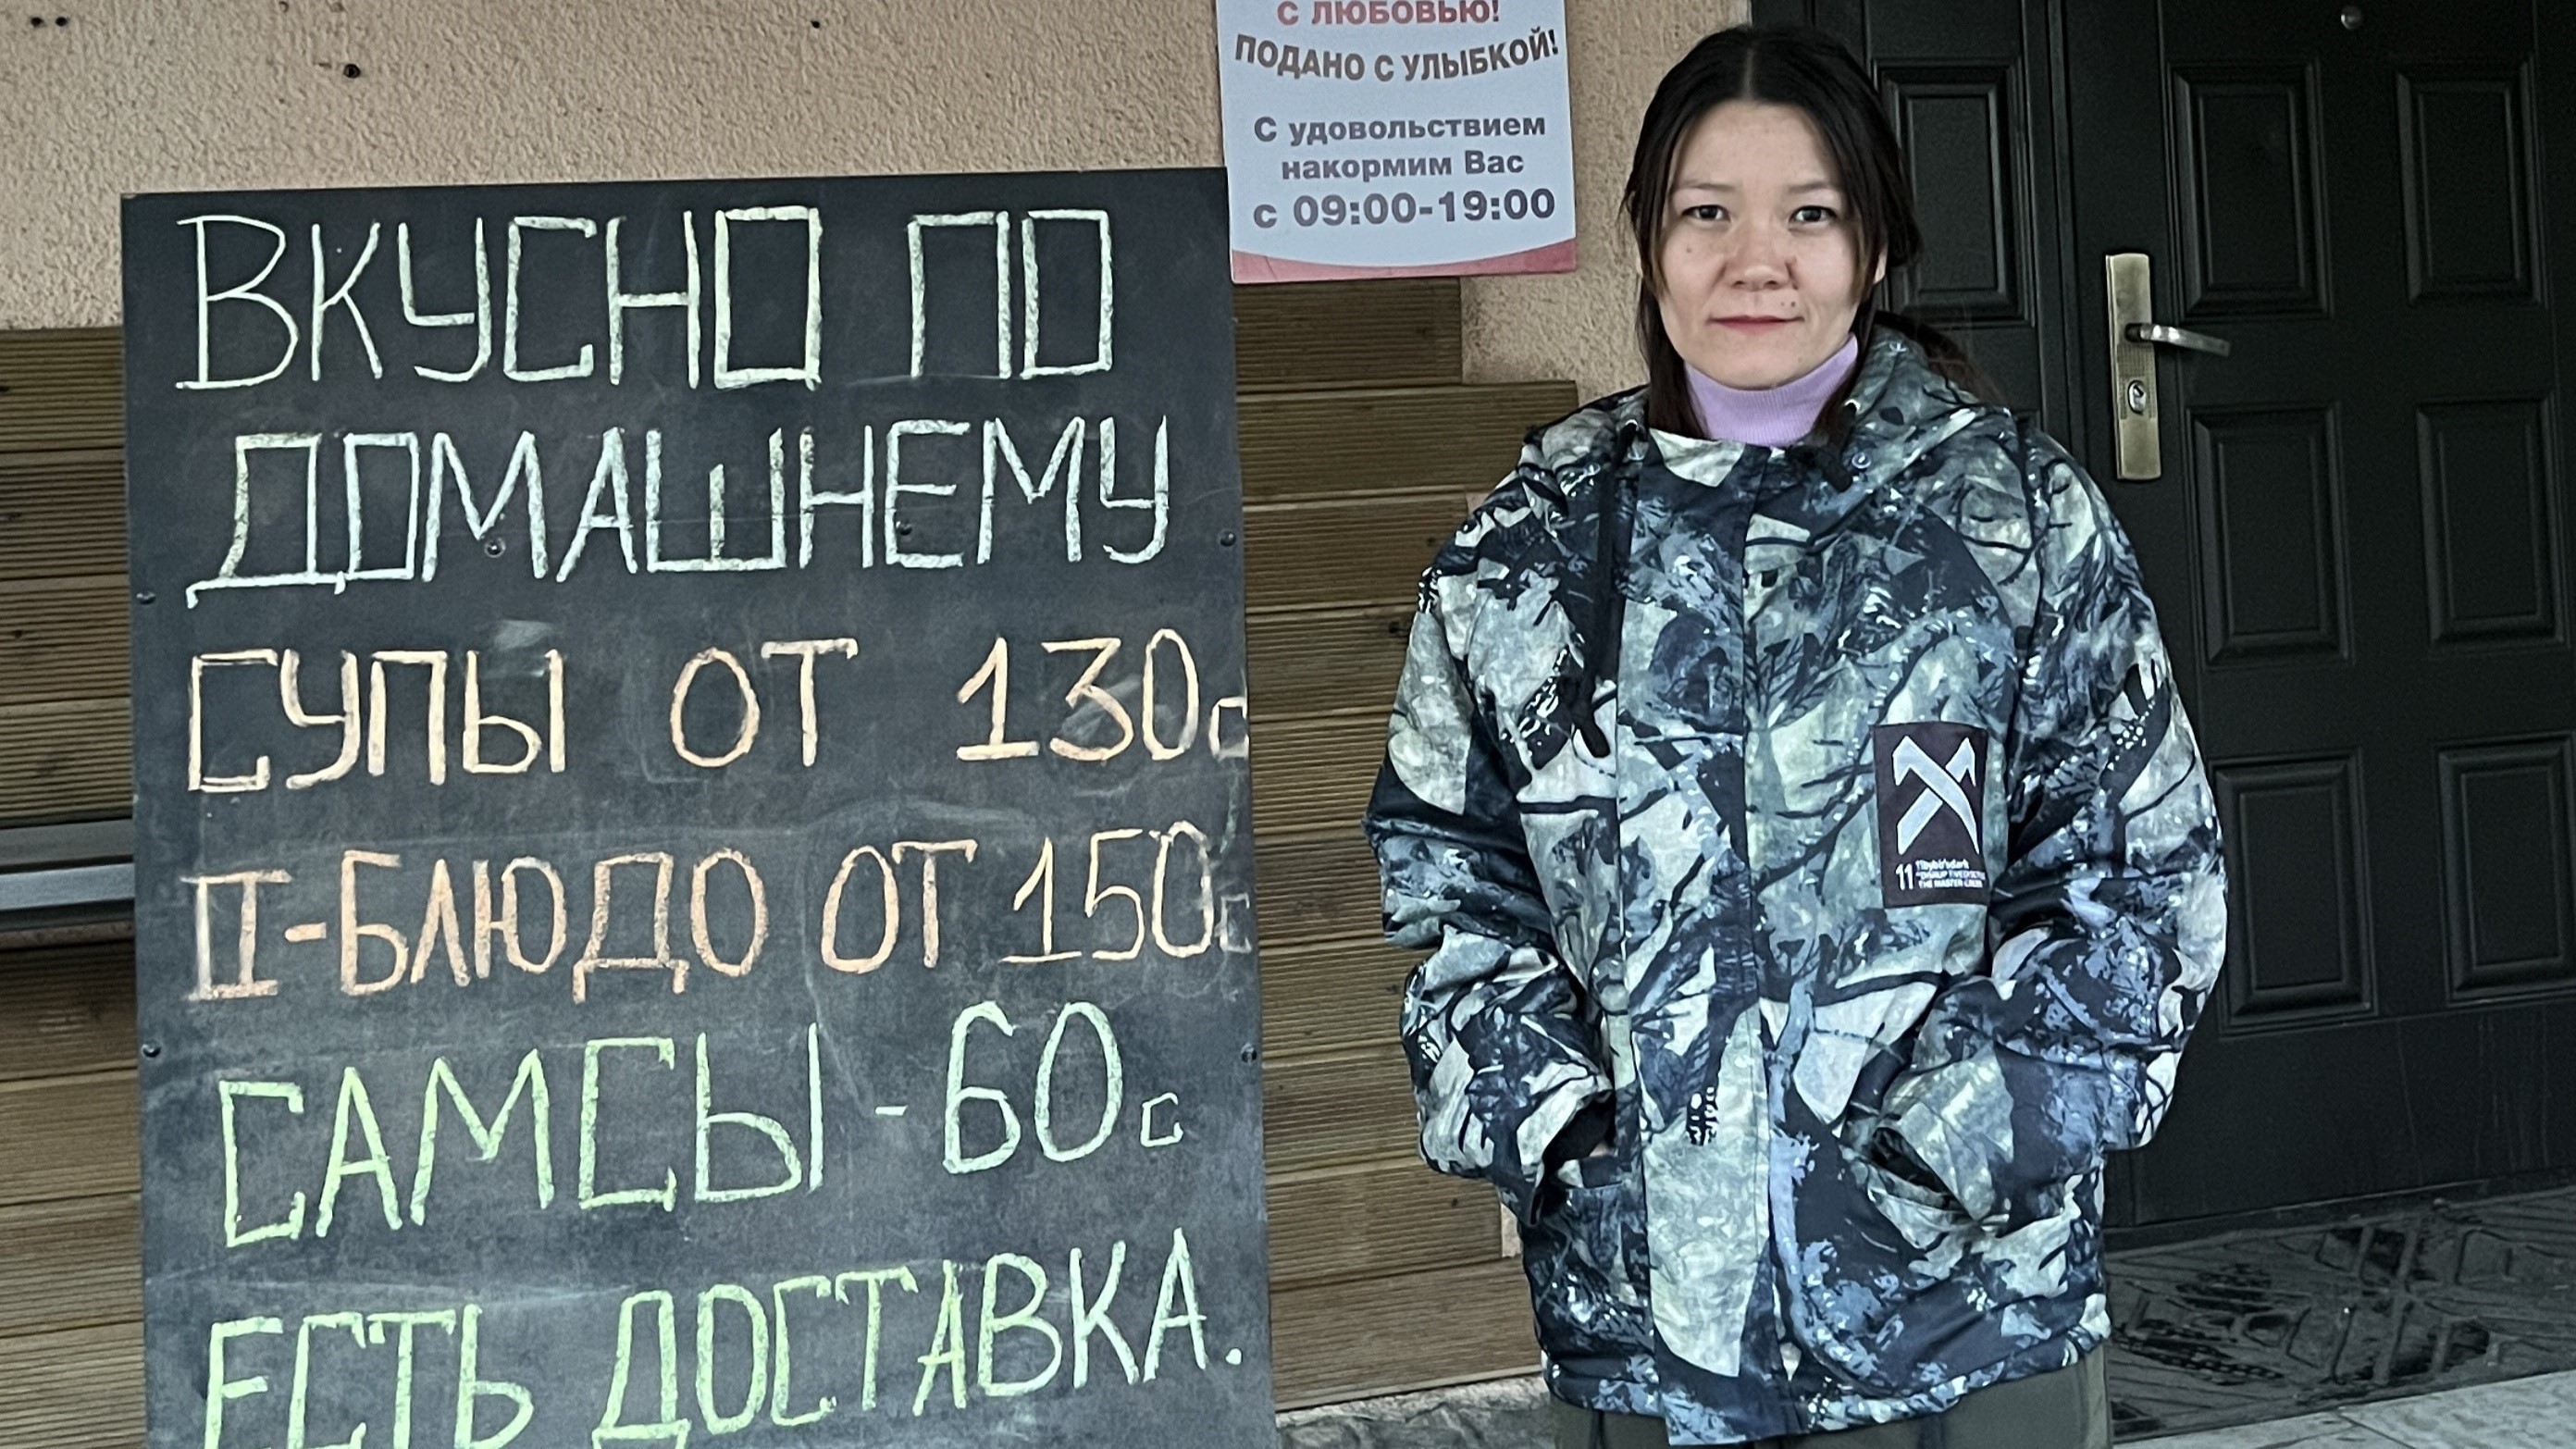 ВКУСНО ПО
ДОМАШНЕМУ
СУПЫ ОТ 130с
II-БЛЮДО ОТ 150с
САМСЫ - 60с
ЕСТЬ ДОСТАВКА.
С ЛЮБОВЬЮ!
ПОДАНО С УЛЫБКОЙ!
С удовольствием
накормим Вас
с 09:00-19:00
11